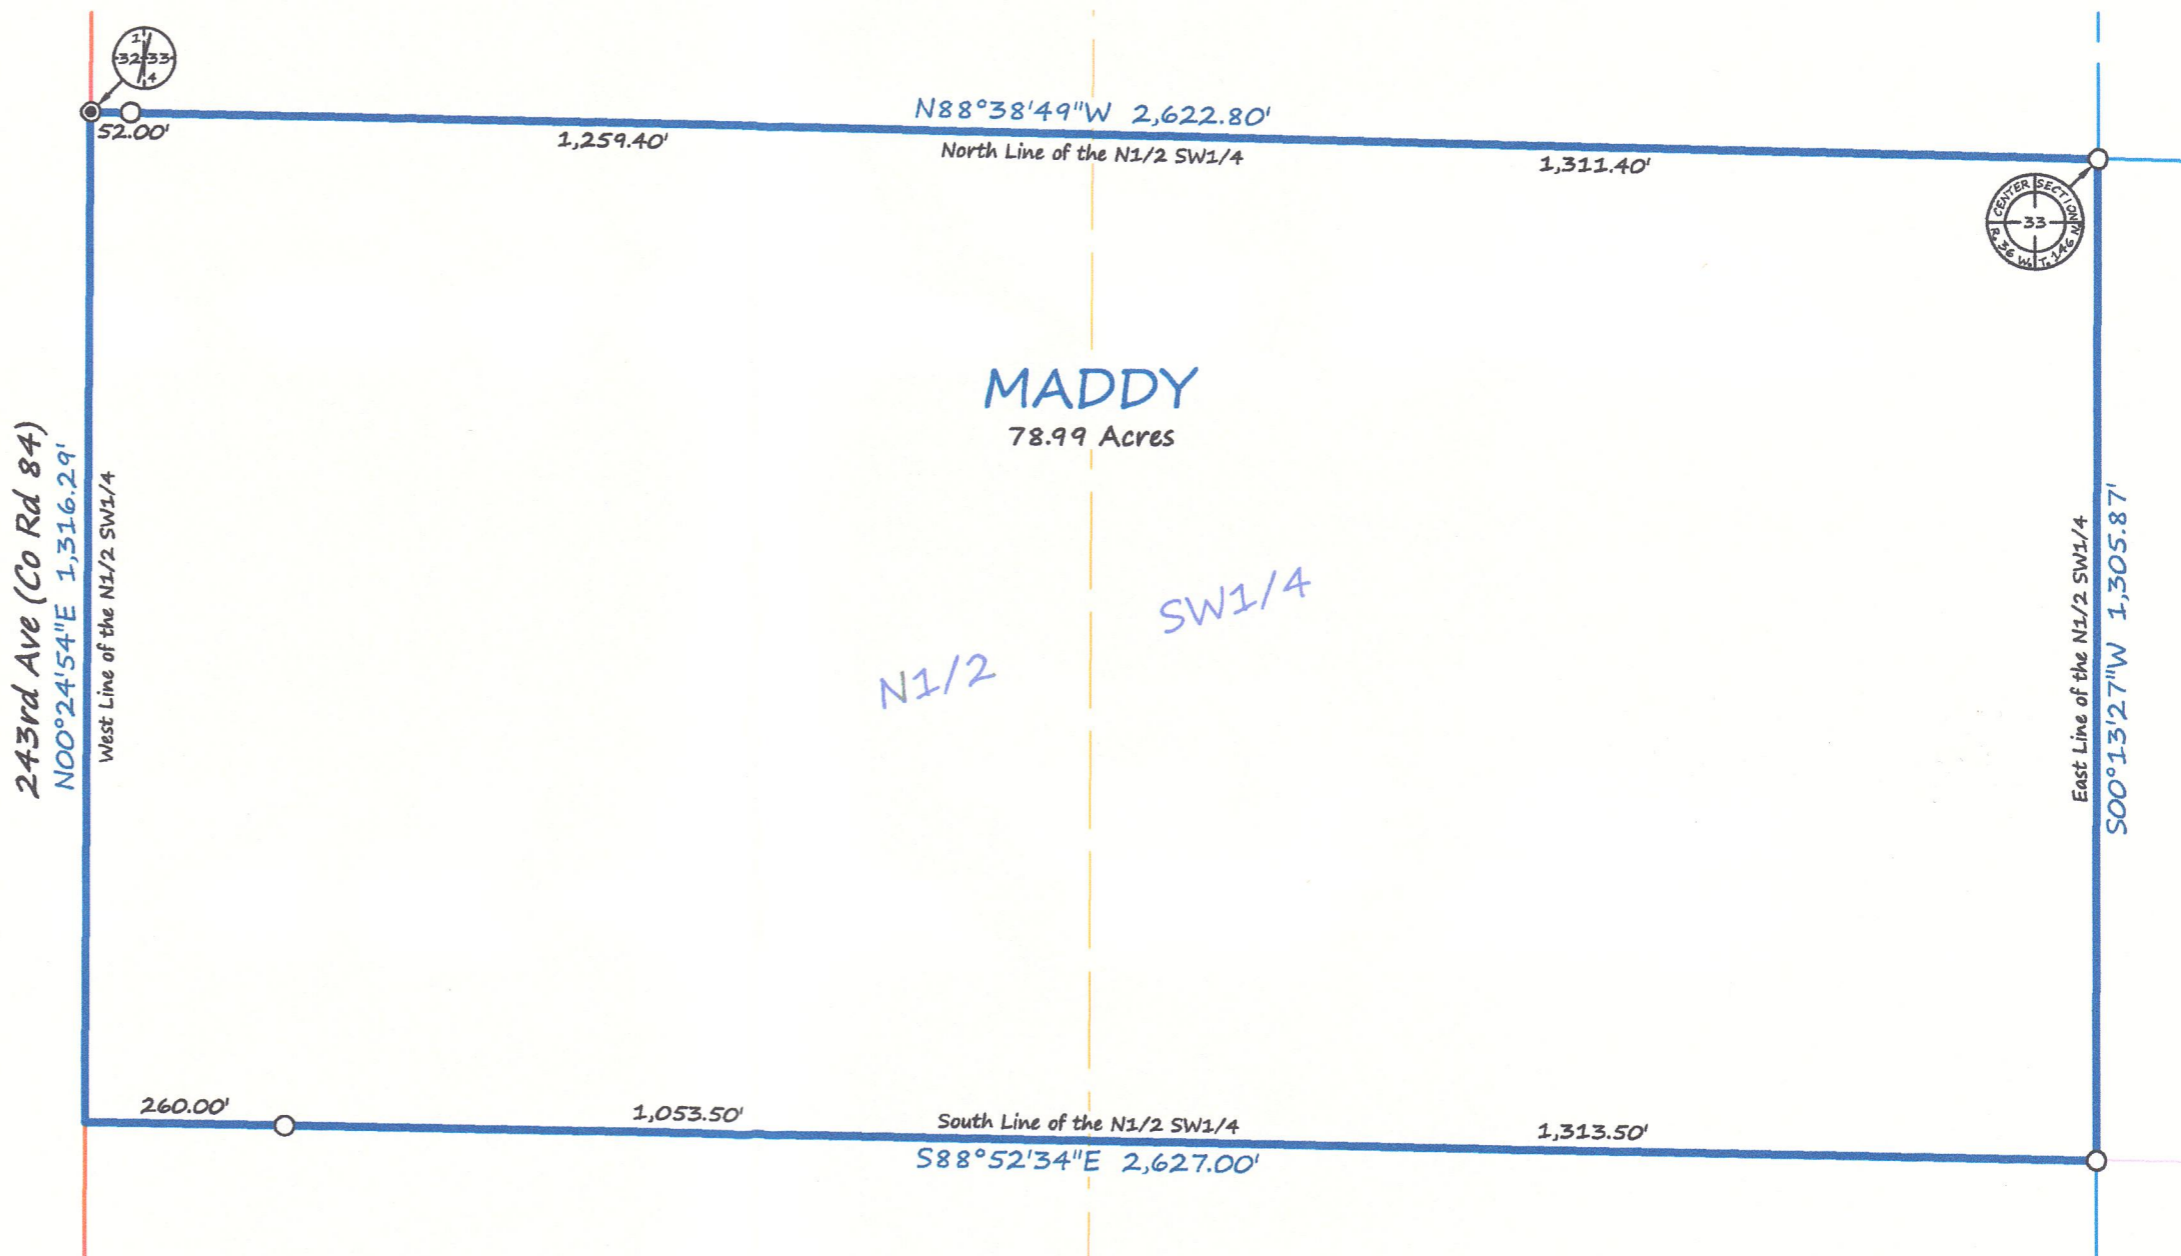 1
32 33
4
52.00'
1,259.40'
N88°38'49"W 2,622.80'
North Line of the N1/2 SW1/4
1,311.40'
CENTER SECTION
33
R. 36 W. T. 146 N.
MADDY
78.99 Acres
243rd Ave (Co Rd 84)
N00°24'54"E 1,316.29'
West Line of the N1/2 SW1/4
SW1/4
N1/2
East Line of the N1/2 SW1/4
S00°13'27"W 1,305.87'
260.00'
1,053.50'
South Line of the N1/2 SW1/4
S88°52'34"E 2,627.00'
1,313.50'